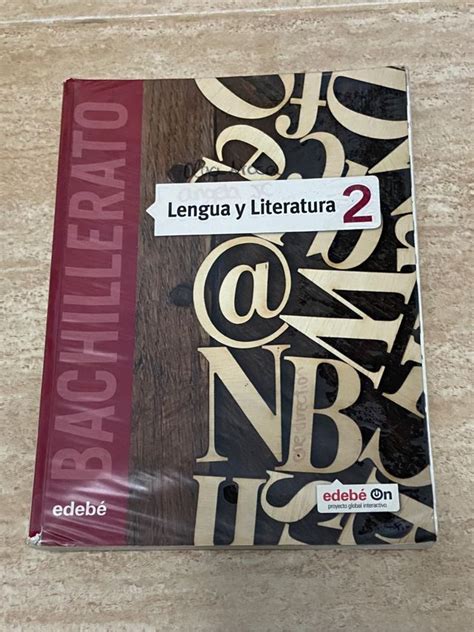 BACHILLERATO
Lengua y Literatura 2
@
N
B
edebé
edebé On
proyecto global interactivo